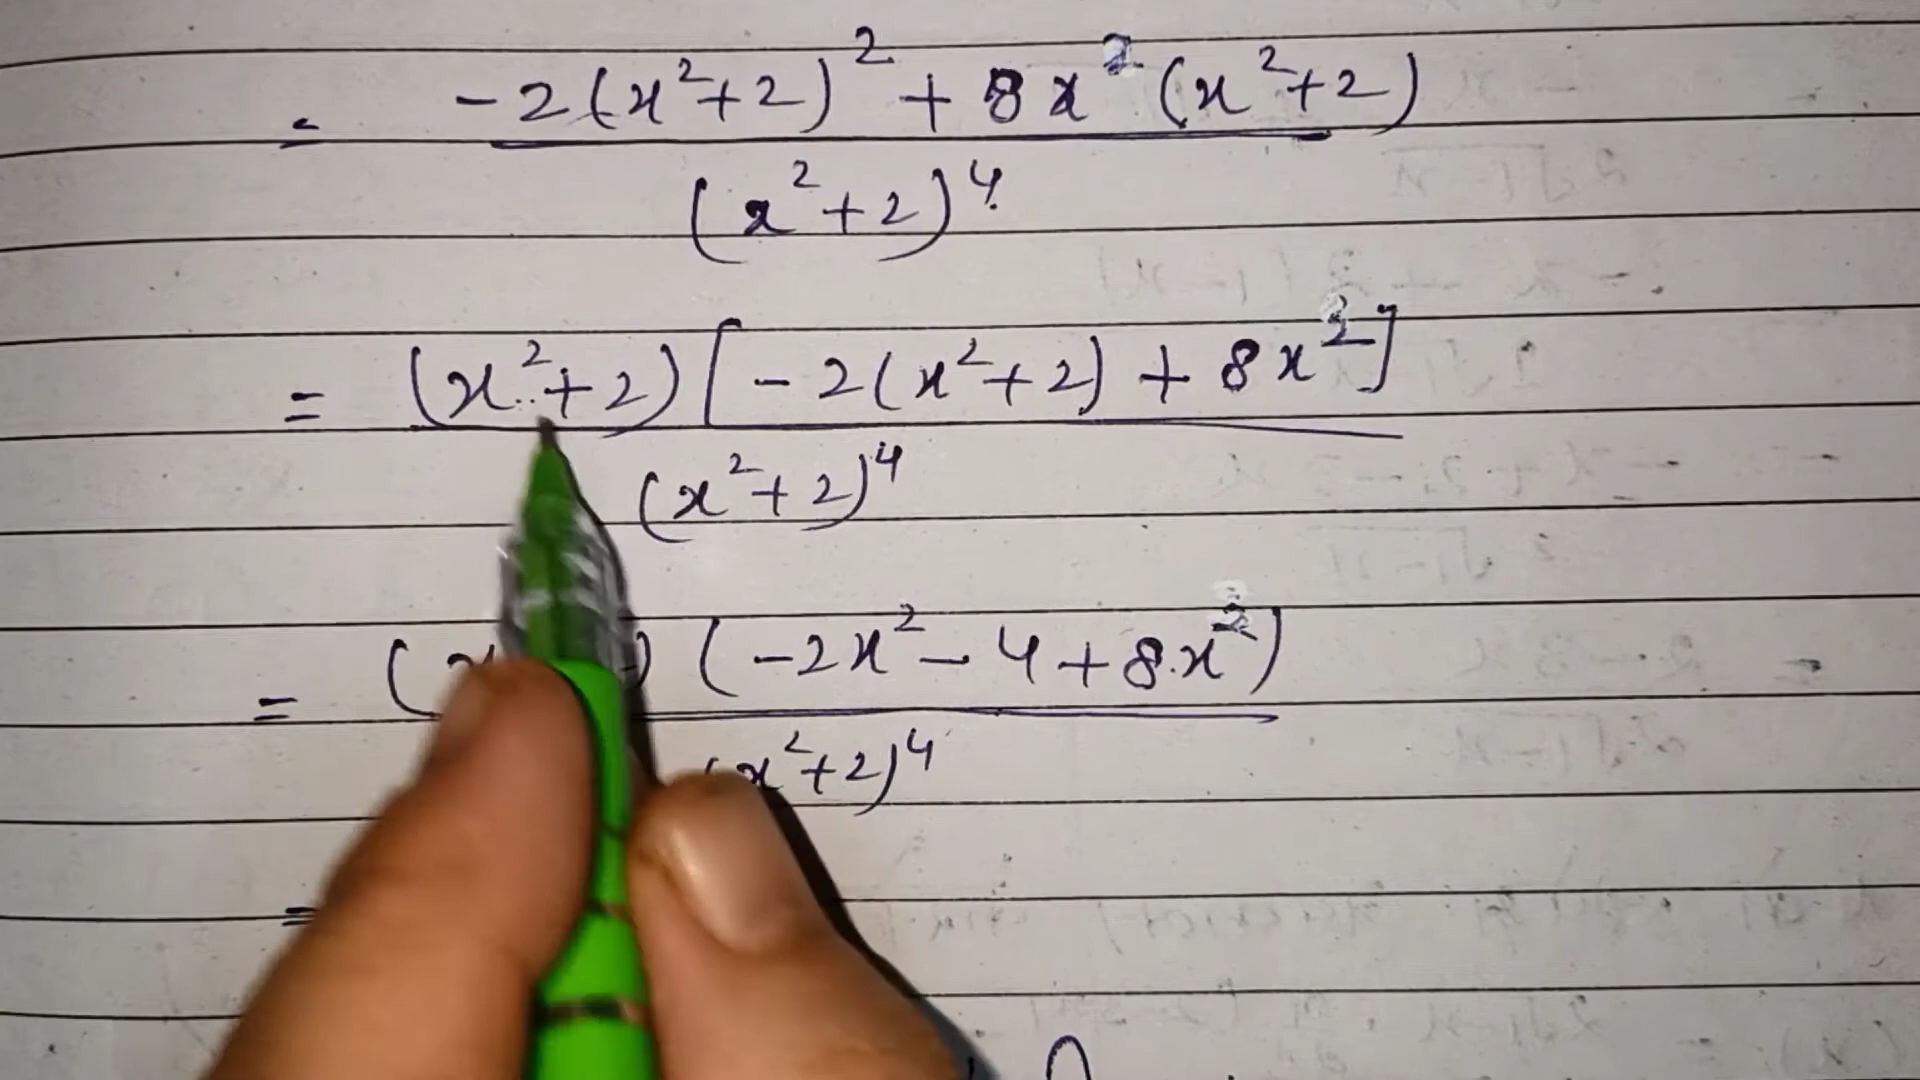 = -2(x²+2)² + 8x²(x²+2)
(x²+2)⁴
= (x²+2)[-2(x²+2) + 8x²]
(x²+2)⁴
= (x )(-2x²-4+8x²)
(x²+2)⁴
=